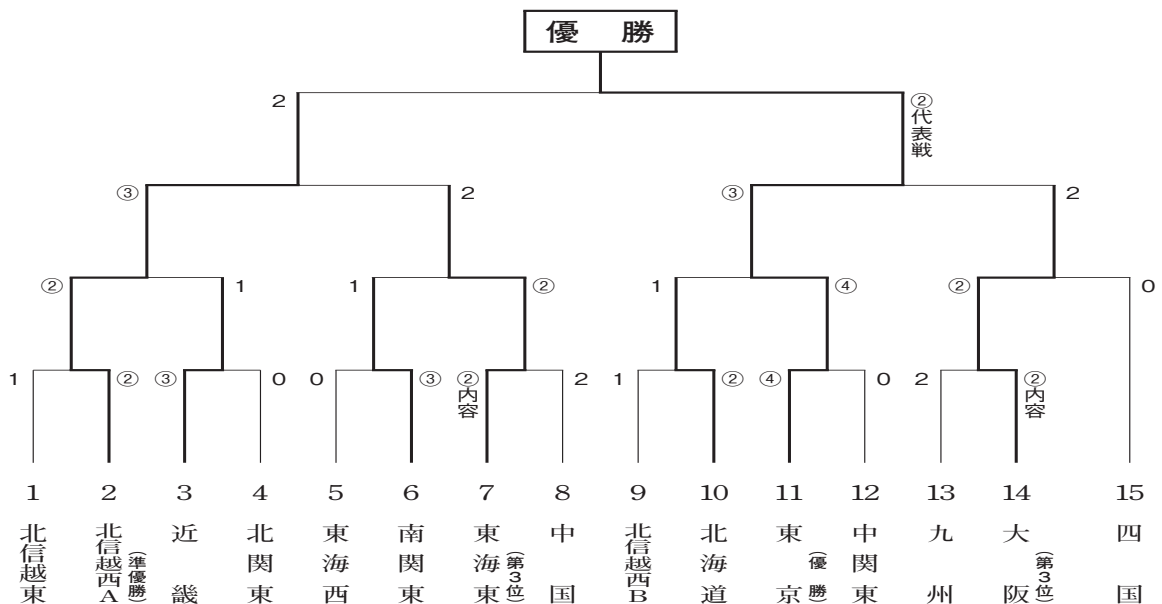 優 勝
2
②代表戦
③
2
③
2
②
1
1
②
1
④
②
0
1
②
③
0
0
③
②内容
2
1
②
④
0
2
②内容
1
2
3
4
5
6
7
8
9
10
11
12
13
14
15
北信越東
北信越西A
(準優勝)
近畿
北関東
東海西
南関東
東海東
(第3位)
中国
北信越西B
北海道
東京
(優勝)
中関東
九州
大阪
(第3位)
四国